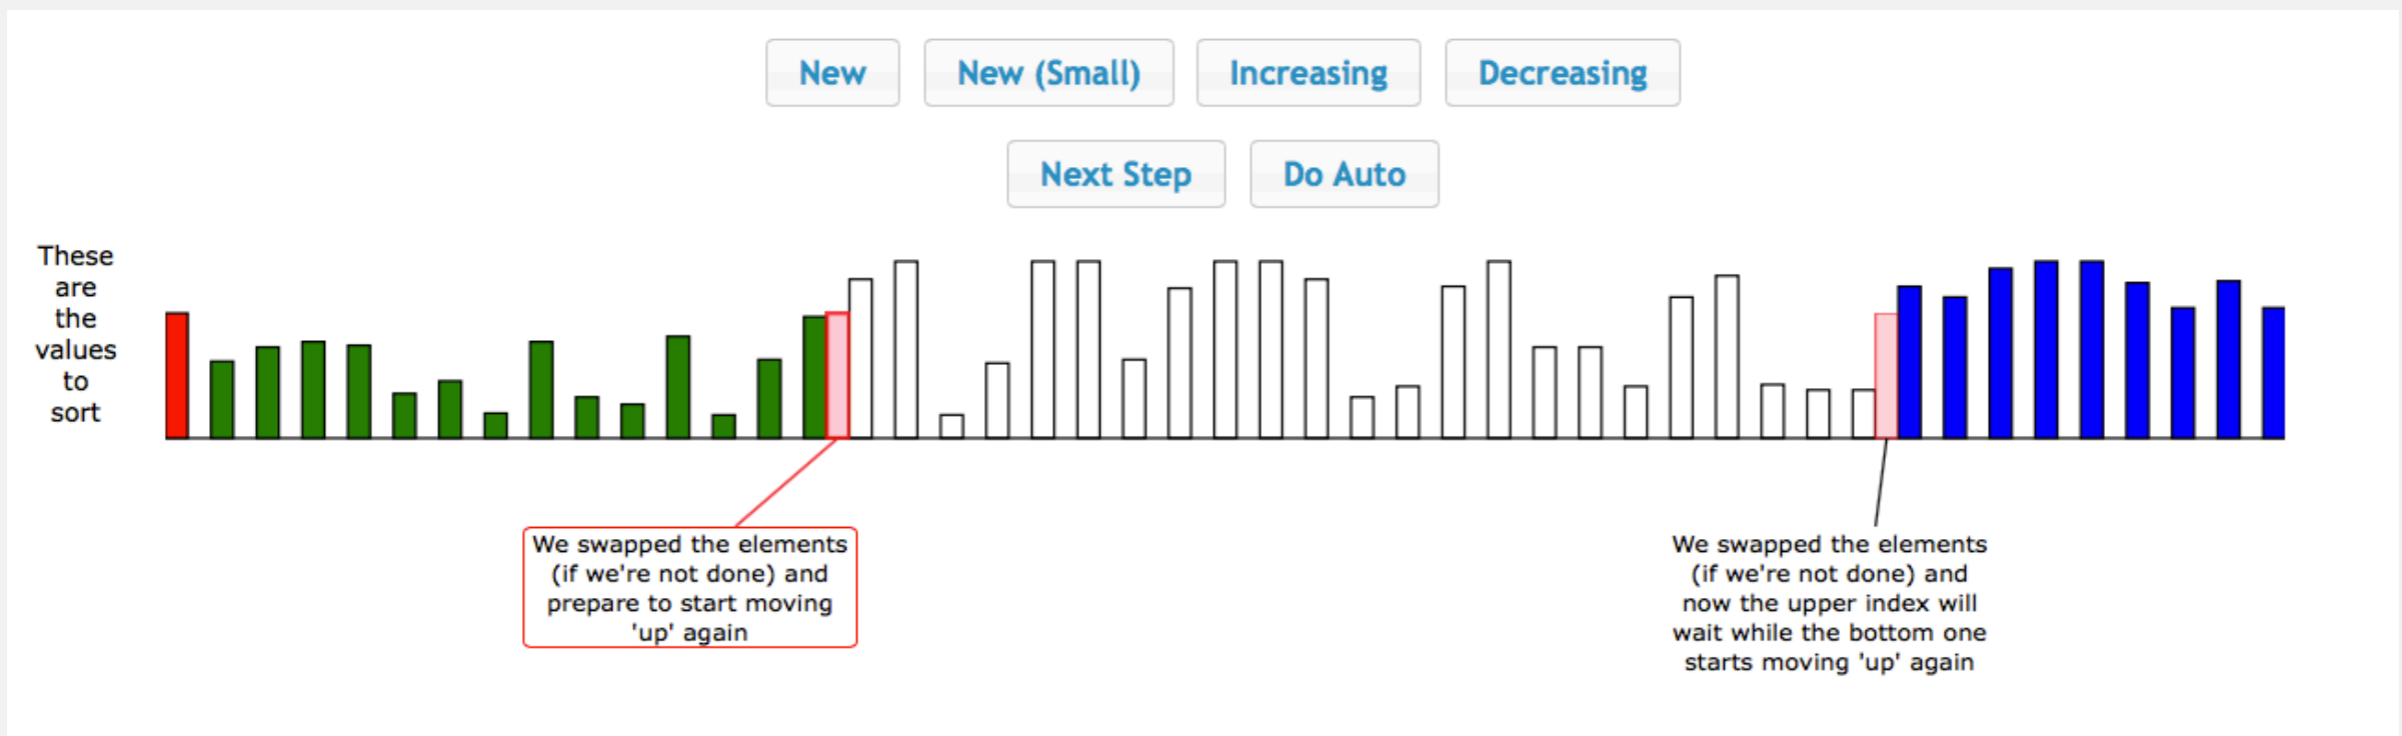 New New (Small) Increasing Decreasing
Next Step Do Auto
These
are
the
values
to
sort
We swapped the elements
(if we're not done) and
prepare to start moving
'up' again
We swapped the elements
(if we're not done) and
now the upper index will
wait while the bottom one
starts moving 'up' again